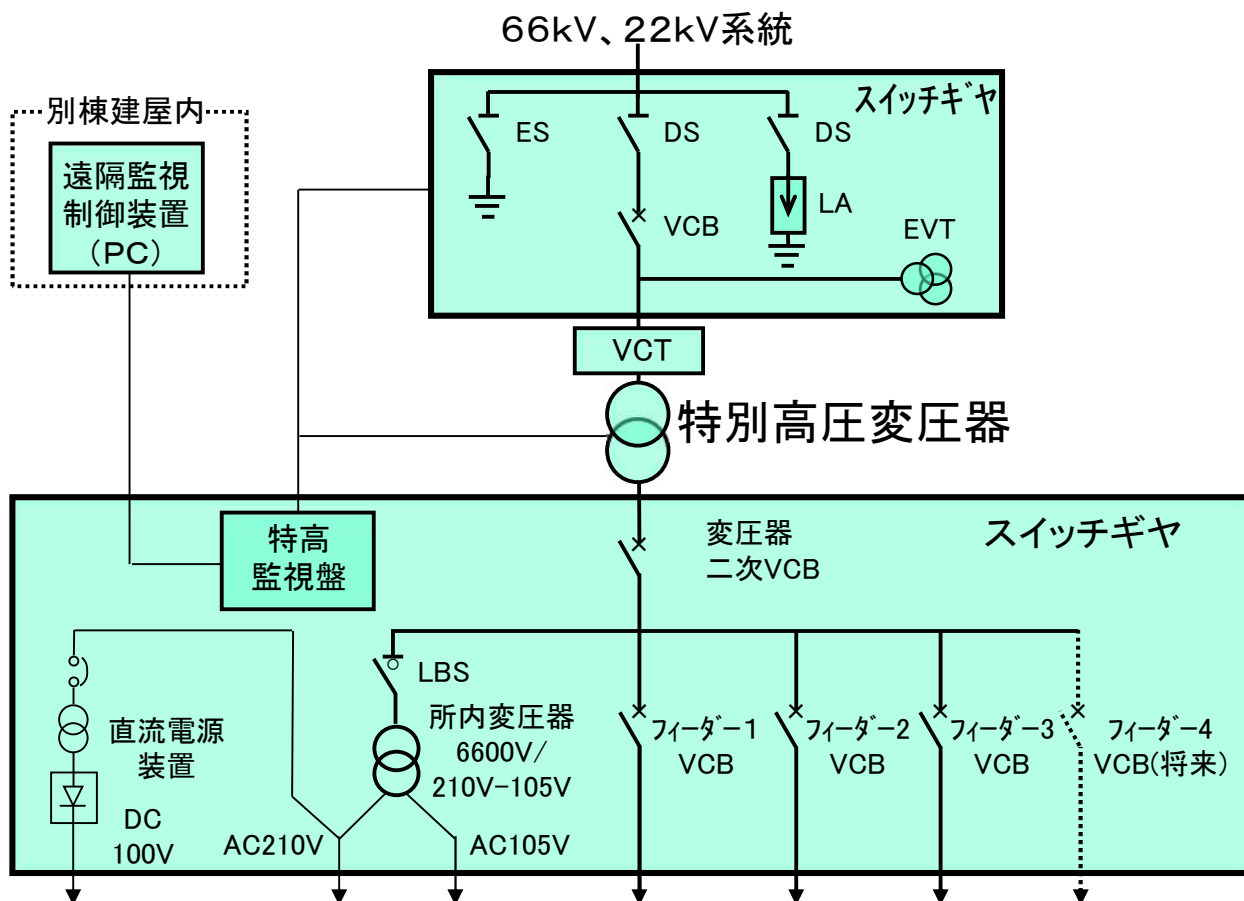 66kV、22kV系統
スイッチギヤ
別棟建屋内
遠隔監視
制御装置
(PC)
ES
DS
DS
LA
VCB
EVT
VCT
特別高圧変圧器
特高
監視盤
変圧器
二次VCB
スイッチギヤ
LBS
直流電源
装置
所内変圧器
6600V/
210V-105V
フィーダー1
VCB
フィーダー2
VCB
フィーダー3
VCB
フィーダー4
VCB(将来)
DC
100V
AC210V
AC105V